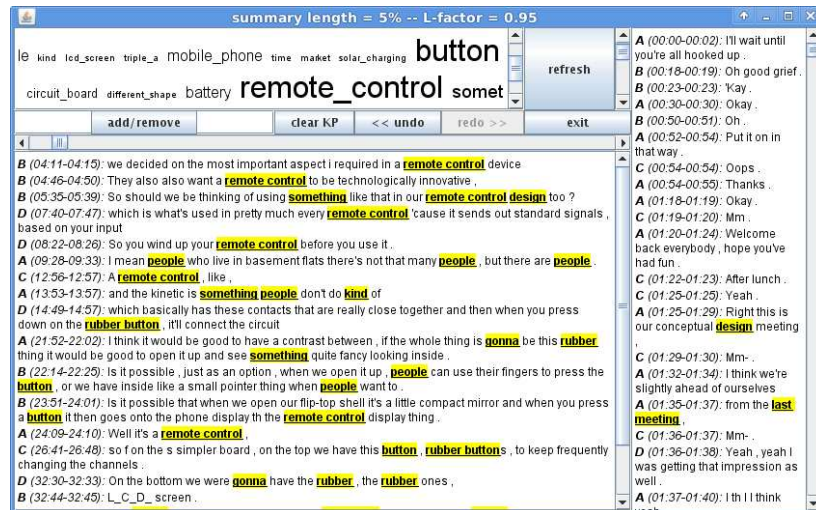 summary length = 5% -- L-factor = 0.95
le kind lcd_screen triple_a mobile_phone time market solar_charging button
circuit_board different_shape battery remote_control somet
refresh
add/remove clear KP << undo redo >> exit
B (04:11-04:15): we decided on the most important aspect i required in a remote control device
B (04:46-04:50): They also also want a remote control to be technologically innovative ,
B (05:35-05:39): So should we be thinking of using something like that in our remote control design too ?
D (07:40-07:47): which is what's used in pretty much every remote control 'cause it sends out standard signals ,
based on your input
D (08:22-08:26): So you wind up your remote control before you use it .
A (09:28-09:33): I mean people who live in basement flats there's not that many people , but there are people .
C (12:56-12:57): A remote control , like ,
A (13:53-13:57): and the kinetic is something people don't do kind of
D (14:49-14:57): which basically has these contacts that are really close together and then when you press
down on the rubber button , it'll connect the circuit
A (21:52-22:02): I think it would be good to have a contrast between , if the whole thing is gonna be this rubber
thing it would be good to open it up and see something quite fancy looking inside .
B (22:14-22:25): Is it possible , just as an option , when we open it up , people can use their fingers to press the
button , or we have inside like a small pointer thing when people want to .
B (23:51-24:01): Is it possible that when we open our flip-top shell it's a little compact mirror and when you press
a button it then goes onto the phone display th the remote control display thing .
A (24:09-24:10): Well it's a remote control ,
C (26:41-26:48): so f on the s simpler board , on the top we have this button , rubber buttons , to keep frequently
changing the channels .
D (32:30-32:33): On the bottom we were gonna have the rubber , the rubber ones ,
B (32:44-32:45): L_C_D_ screen .
A (00:00-00:02): I'll wait until
you're all hooked up .
B (00:18-00:19): Oh good grief .
B (00:23-00:23): 'Kay .
A (00:30-00:30): Okay .
B (00:50-00:51): Oh .
A (00:52-00:54): Put it on in
that way .
C (00:54-00:54): Oops .
A (00:54-00:55): Thanks .
A (01:18-01:19): Okay .
C (01:19-01:20): Mm .
A (01:20-01:24): Welcome
back everybody , hope you've
had fun .
C (01:22-01:23): After lunch .
C (01:25-01:25): Yeah .
A (01:25-01:29): Right this is
our conceptual design meeting
,
C (01:29-01:30): Mm- .
A (01:32-01:34): I think we're
slightly ahead of ourselves
A (01:35-01:37): from the last
meeting ,
C (01:36-01:37): Mm- .
D (01:36-01:38): Yeah , yeah I
was getting that impression as
well .
A (01:37-01:40): I th I I think